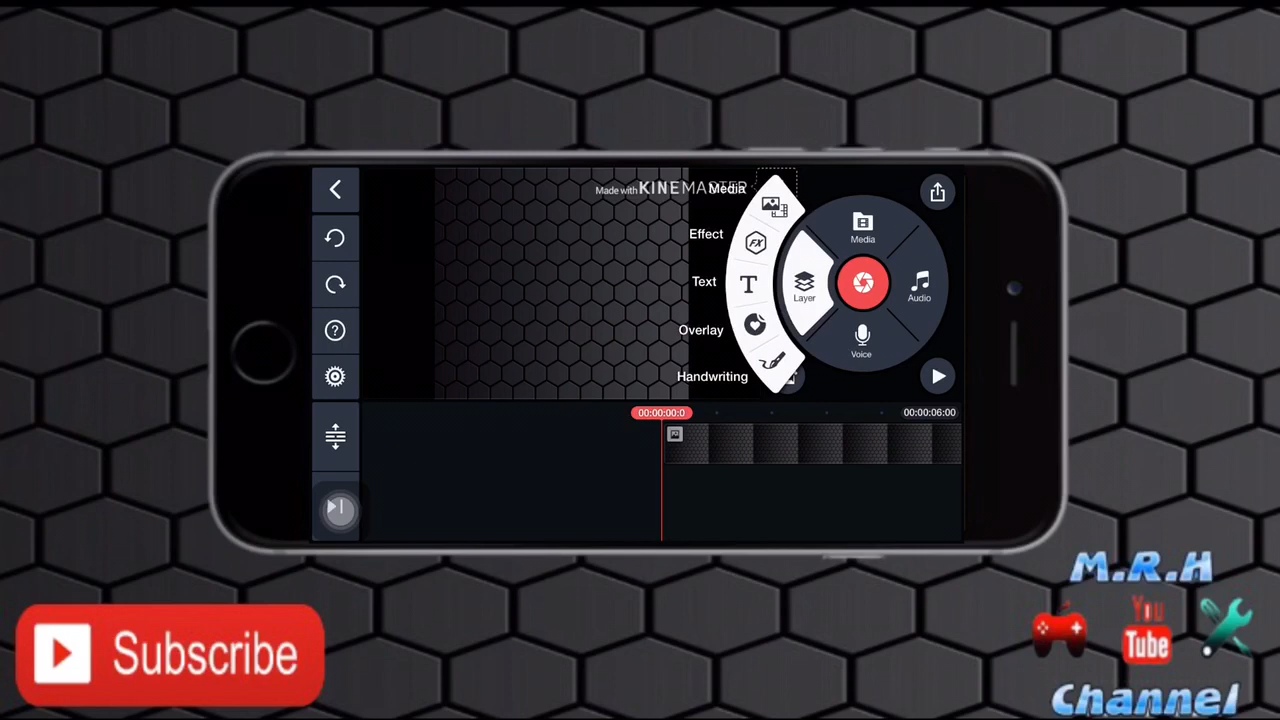 Made with KINEMASTER
Media
Effect
Text
Overlay
Handwriting
Media
Layer
Audio
Voice
00:00:00:0
00:00:06:00
Subscribe
M.R.H
You
Tube
Channel